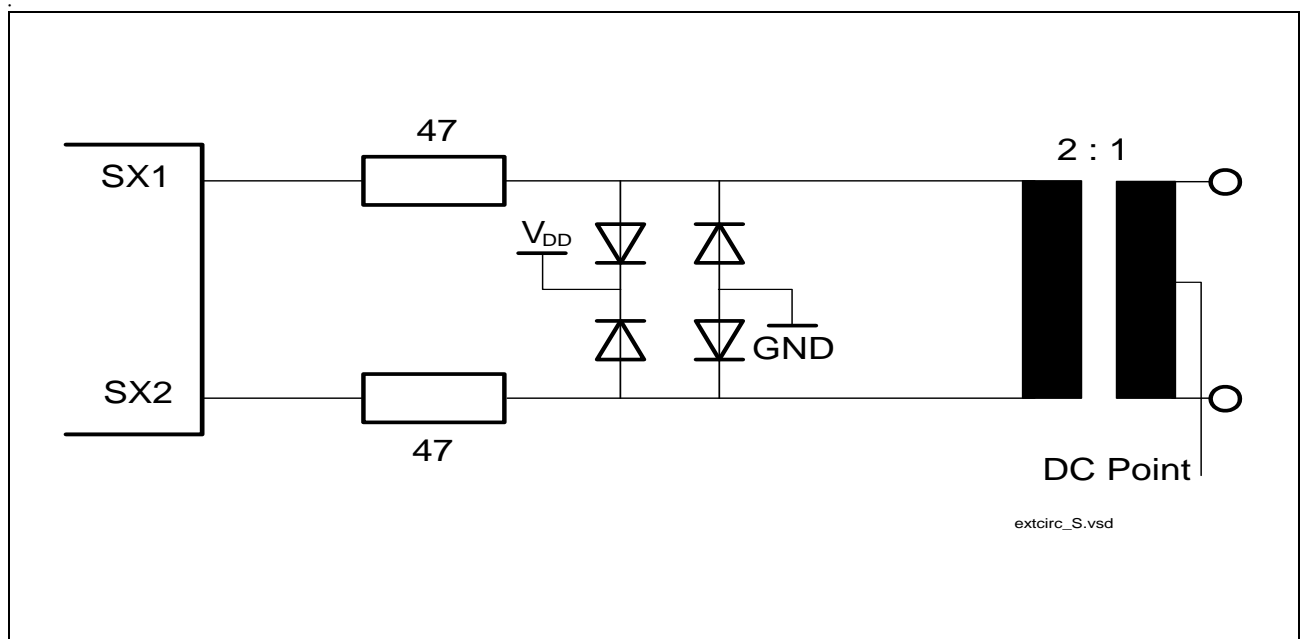 .
47
2 : 1
SX1
VDD
GND
SX2
47
DC Point
extcirc_S.vsd